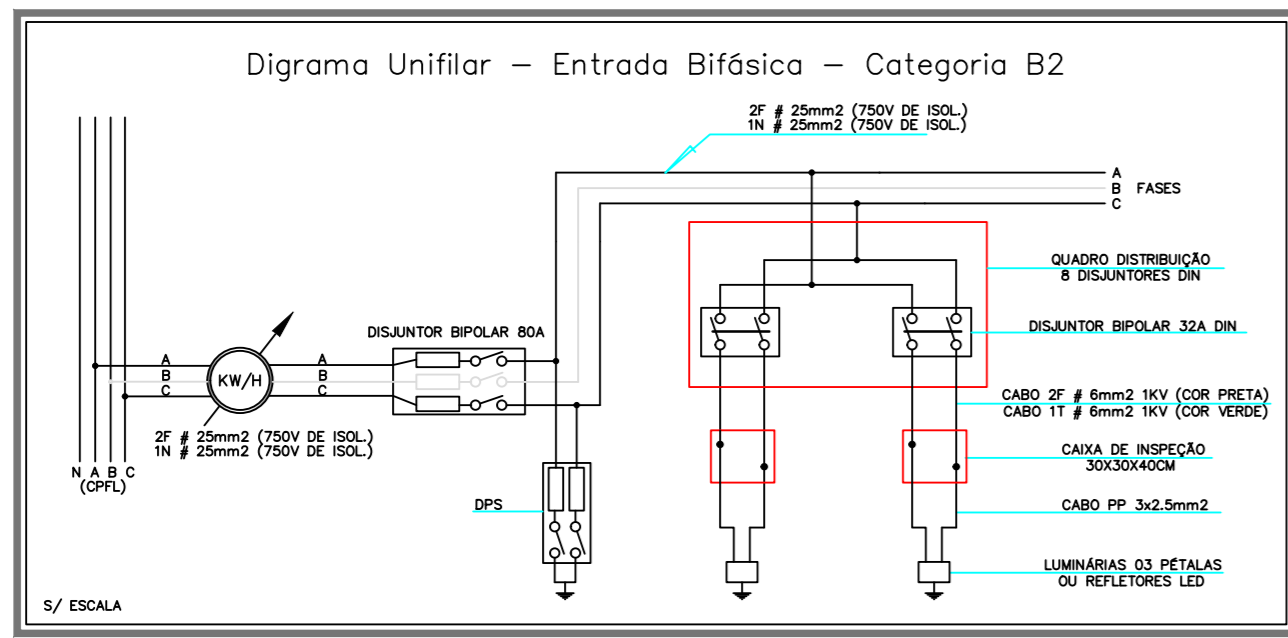 Digrama Unifilar – Entrada Bifásica – Categoria B2
2F # 25mm2 (750V DE ISOL.)
1N # 25mm2 (750V DE ISOL.)
A
B FASES
C
QUADRO DISTRIBUIÇÃO
8 DISJUNTORES DIN
DISJUNTOR BIPOLAR 80A
DISJUNTOR BIPOLAR 32A DIN
A
B
C
KW/H
A
B
C
CABO 2F # 6mm2 1KV (COR PRETA)
CABO 1T # 6mm2 1KV (COR VERDE)
2F # 25mm2 (750V DE ISOL.)
1N # 25mm2 (750V DE ISOL.)
CAIXA DE INSPEÇÃO
30X30X40CM
N A B C
(CPFL)
DPS
CABO PP 3x2.5mm2
LUMINÁRIAS 03 PÉTALAS
OU REFLETORES LED
S/ ESCALA